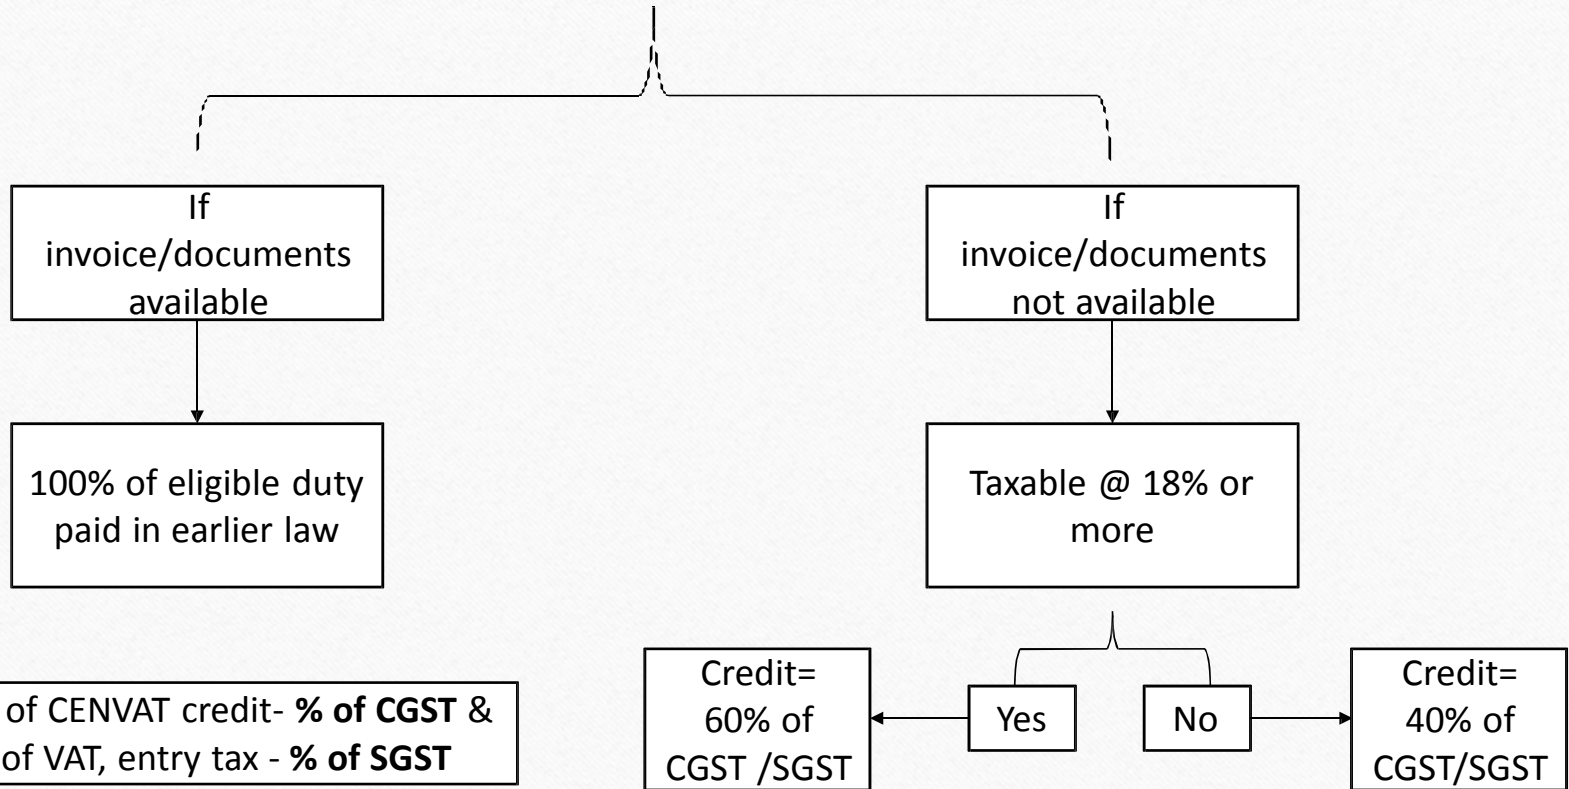 If
invoice/documents
available
If
invoice/documents
not available
100% of eligible duty
paid in earlier law
Taxable @ 18% or
more
of CENVAT credit- % of CGST &
of VAT, entry tax - % of SGST
Credit=
60% of
CGST /SGST
Yes
No
Credit=
40% of
CGST/SGST